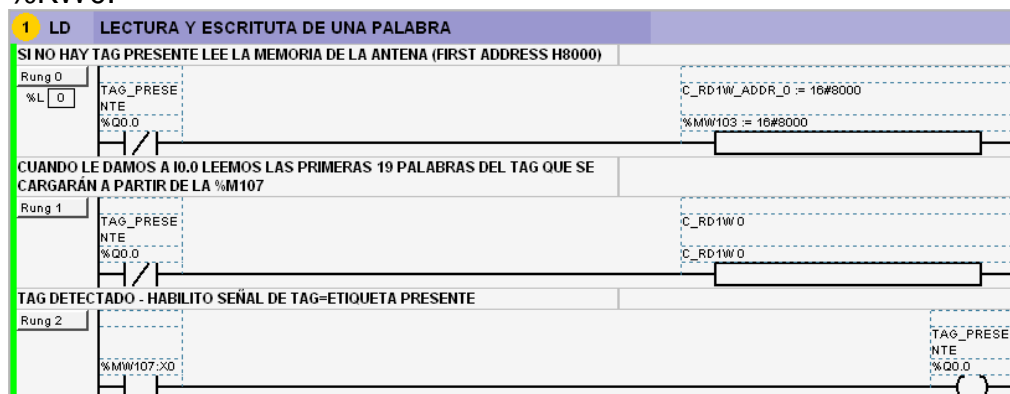 1 LD LECTURA Y ESCRITUTA DE UNA PALABRA
SI NO HAY TAG PRESENTE LEE LA MEMORIA DE LA ANTENA (FIRST ADDRESS H8000)
Rung 0
%L 0
TAG_PRESE
NTE
%Q0.0
C_RD1W_ADDR_0 := 16#8000
%MW103 := 16#8000
CUANDO LE DAMOS A I0.0 LEEMOS LAS PRIMERAS 19 PALABRAS DEL TAG QUE SE
CARGARÁN A PARTIR DE LA %M107
Rung 1
TAG_PRESE
NTE
%Q0.0
C_RD1W 0
C_RD1W 0
TAG DETECTADO - HABILITO SEÑAL DE TAG=ETIQUETA PRESENTE
Rung 2
%MW107:X0
TAG_PRESE
NTE
%Q0.0